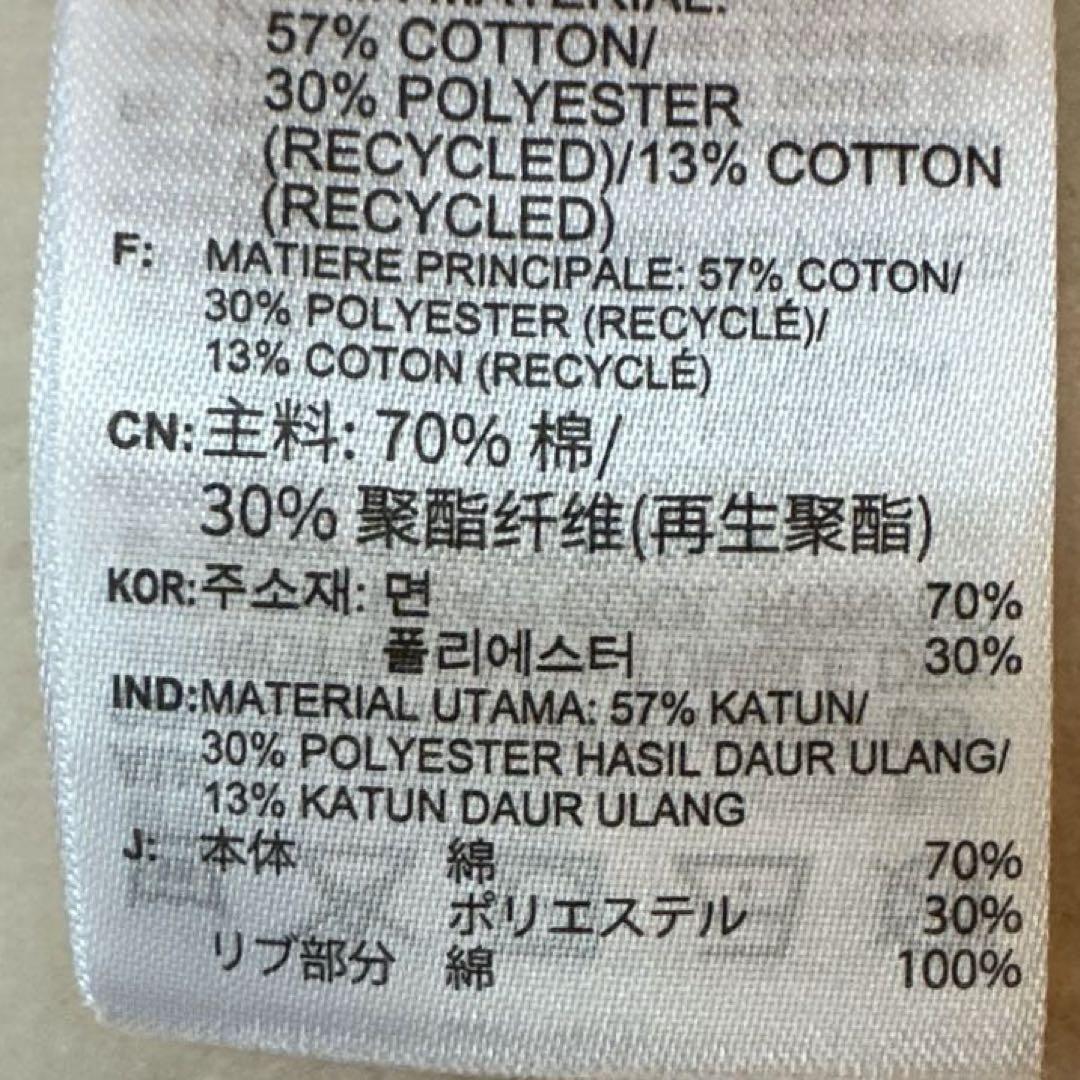 57% COTTON/
30% POLYESTER
(RECYCLED)/13% COTTON
(RECYCLED)
F: MATIERE PRINCIPALE: 57% COTON/
30% POLYESTER (RECYCLÉ)/
13% COTON (RECYCLÉ)
CN: 主料: 70% 棉/
30% 聚酯纤维(再生聚酯)
KOR: 주소재: 면 70%
폴리에스터 30%
IND: MATERIAL UTAMA: 57% KATUN/
30% POLYESTER HASIL DAUR ULANG/
13% KATUN DAUR ULANG
J: 本体 綿 70%
ポリエステル 30%
リブ部分 綿 100%